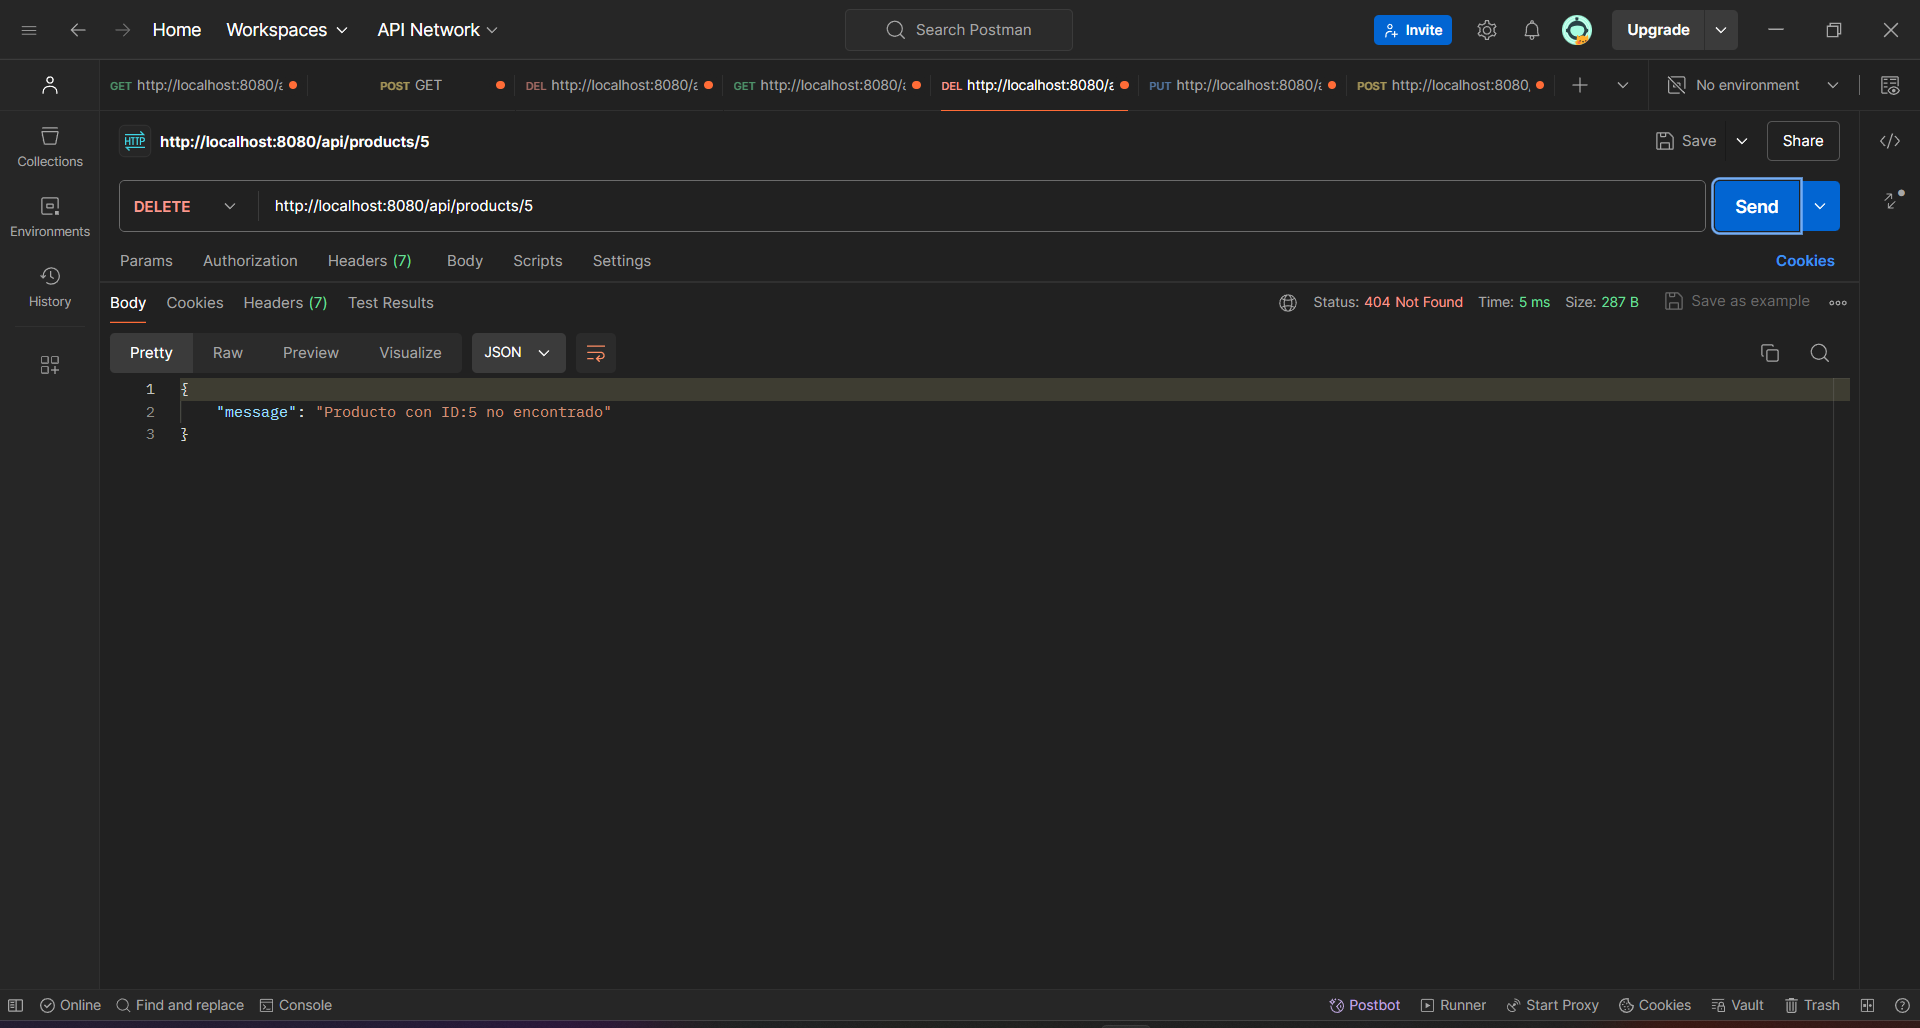 Home Workspaces API Network Search Postman Invite Upgrade
GET http://localhost:8080/a POST GET DEL http://localhost:8080/a GET http://localhost:8080/a DEL http://localhost:8080/a PUT http://localhost:8080/a POST http://localhost:8080/ No environment
HTTP http://localhost:8080/api/products/5 Save Share
Collections
DELETE http://localhost:8080/api/products/5 Send
Environments
Params Authorization Headers (7) Body Scripts Settings Cookies
History
Body Cookies Headers (7) Test Results Status: 404 Not Found Time: 5 ms Size: 287 B Save as example
Pretty Raw Preview Visualize JSON
1 {
2 "message": "Producto con ID:5 no encontrado"
3 }
Online Find and replace Console Postbot Runner Start Proxy Cookies Vault Trash